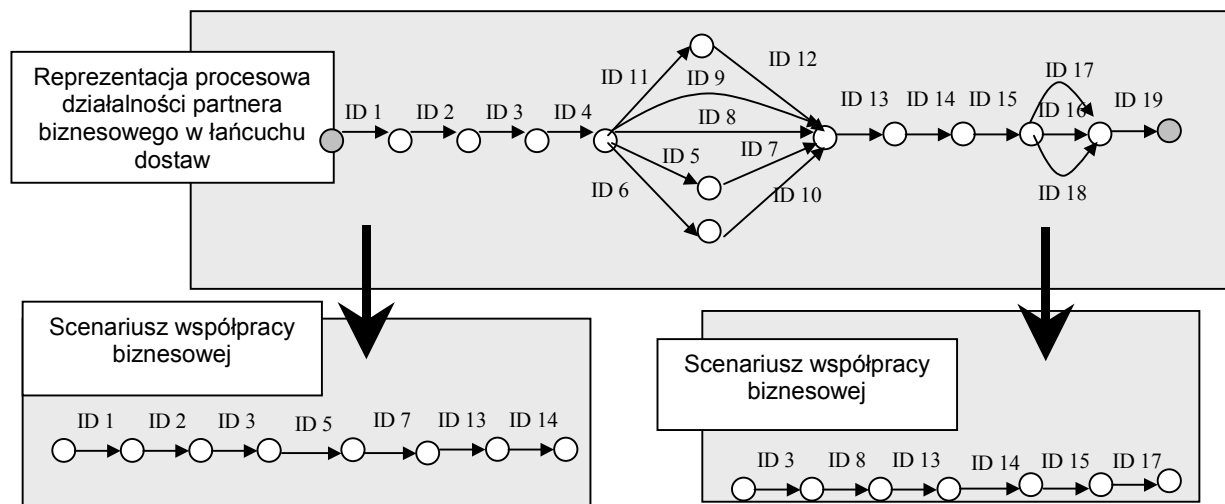 Reprezentacja procesowa
działalności partnera
biznesowego w łańcuchu
dostaw
ID 1
ID 2
ID 3
ID 4
ID 11
ID 9
ID 12
ID 8
ID 5
ID 7
ID 6
ID 10
ID 13
ID 14
ID 15
ID 17
ID 16
ID 18
ID 19
Scenariusz współpracy
biznesowej
ID 1
ID 2
ID 3
ID 5
ID 7
ID 13
ID 14
Scenariusz współpracy
biznesowej
ID 3
ID 8
ID 13
ID 14
ID 15
ID 17